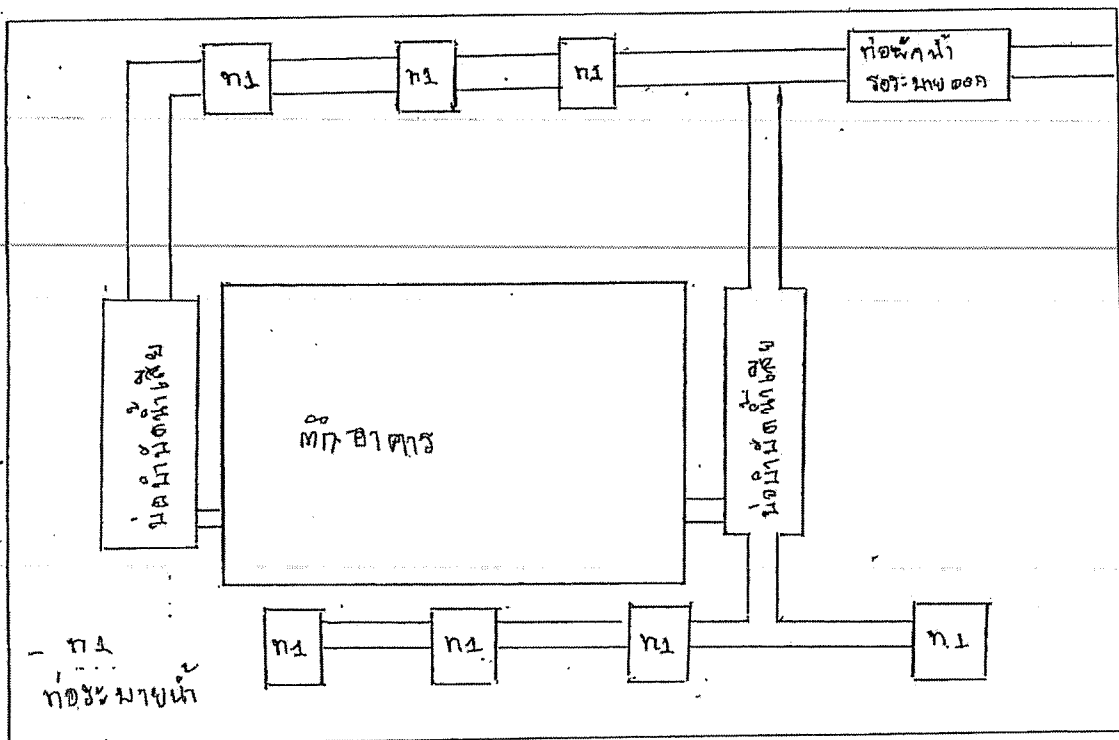 ท1
ท1
ท1
ท่อพักน้ำ
รอระบายออก
บ่อบำบัดน้ำเสีย
ตึกอาคาร
บ่อบำบัดน้ำเสีย
ท1
ท1
ท1
ท1
- ท1
ท่อระบายน้ำ